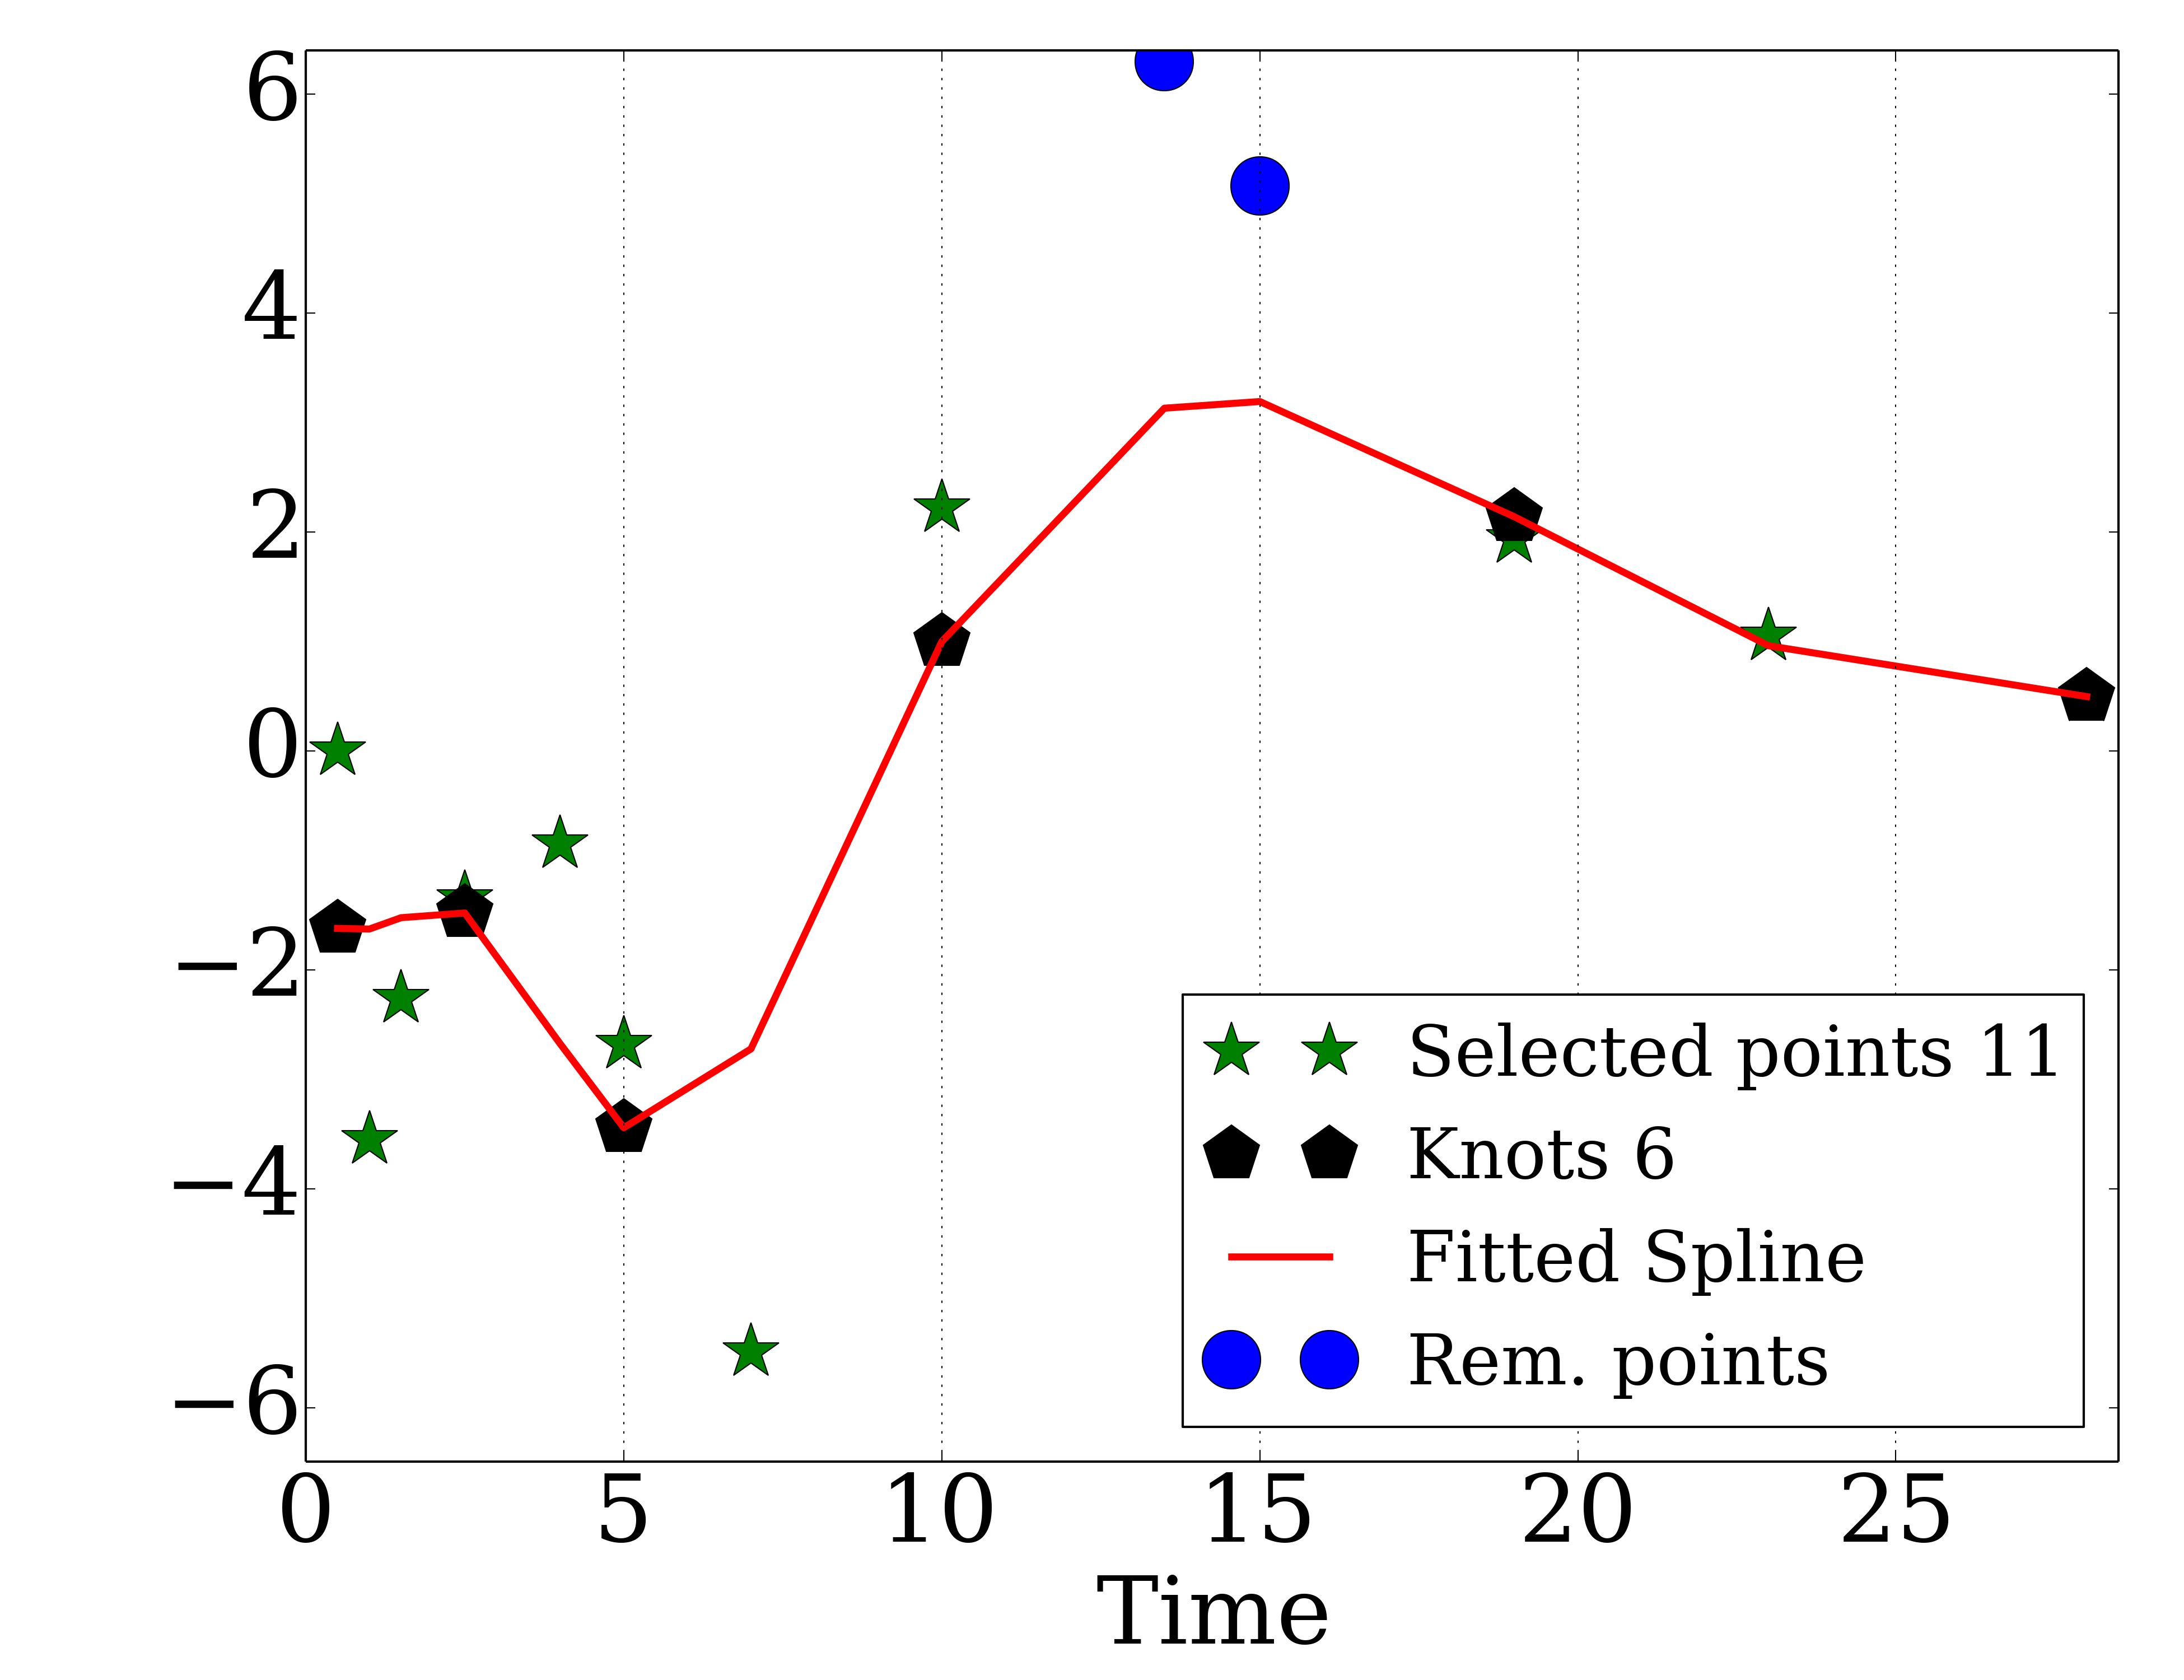 6
4
2
0
−2
−4
−6
Selected points 11
Knots 6
Fitted Spline
Rem. points
0 5 10 15 20 25
Time